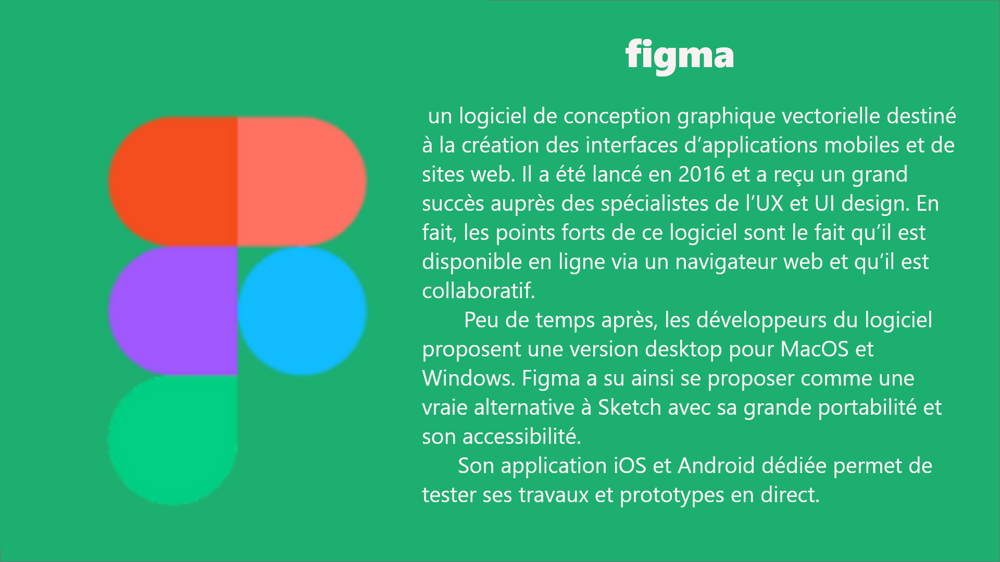 figma
un logiciel de conception graphique vectorielle destiné
à la création des interfaces d’applications mobiles et de
sites web. Il a été lancé en 2016 et a reçu un grand
succès auprès des spécialistes de l’UX et UI design. En
fait, les points forts de ce logiciel sont le fait qu’il est
disponible en ligne via un navigateur web et qu’il est
collaboratif.
Peu de temps après, les développeurs du logiciel
proposent une version desktop pour MacOS et
Windows. Figma a su ainsi se proposer comme une
vraie alternative à Sketch avec sa grande portabilité et
son accessibilité.
Son application iOS et Android dédiée permet de
tester ses travaux et prototypes en direct.